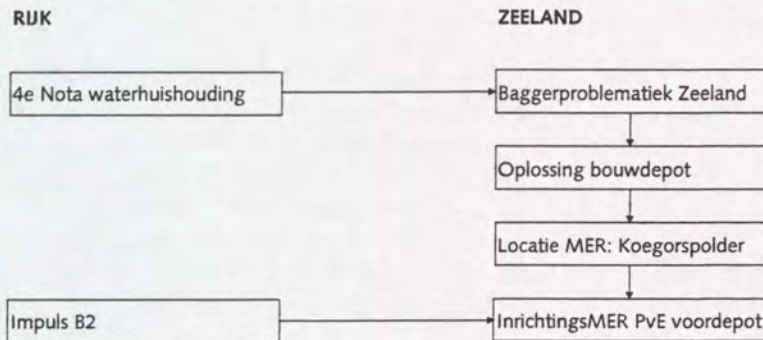 RIJK
ZEELAND
4e Nota waterhuishouding
Baggerproblematiek Zeeland
Oplossing bouwdepot
Locatie MER: Koegorspolder
Impuls B2
InrichtingsMER PvE voordepot